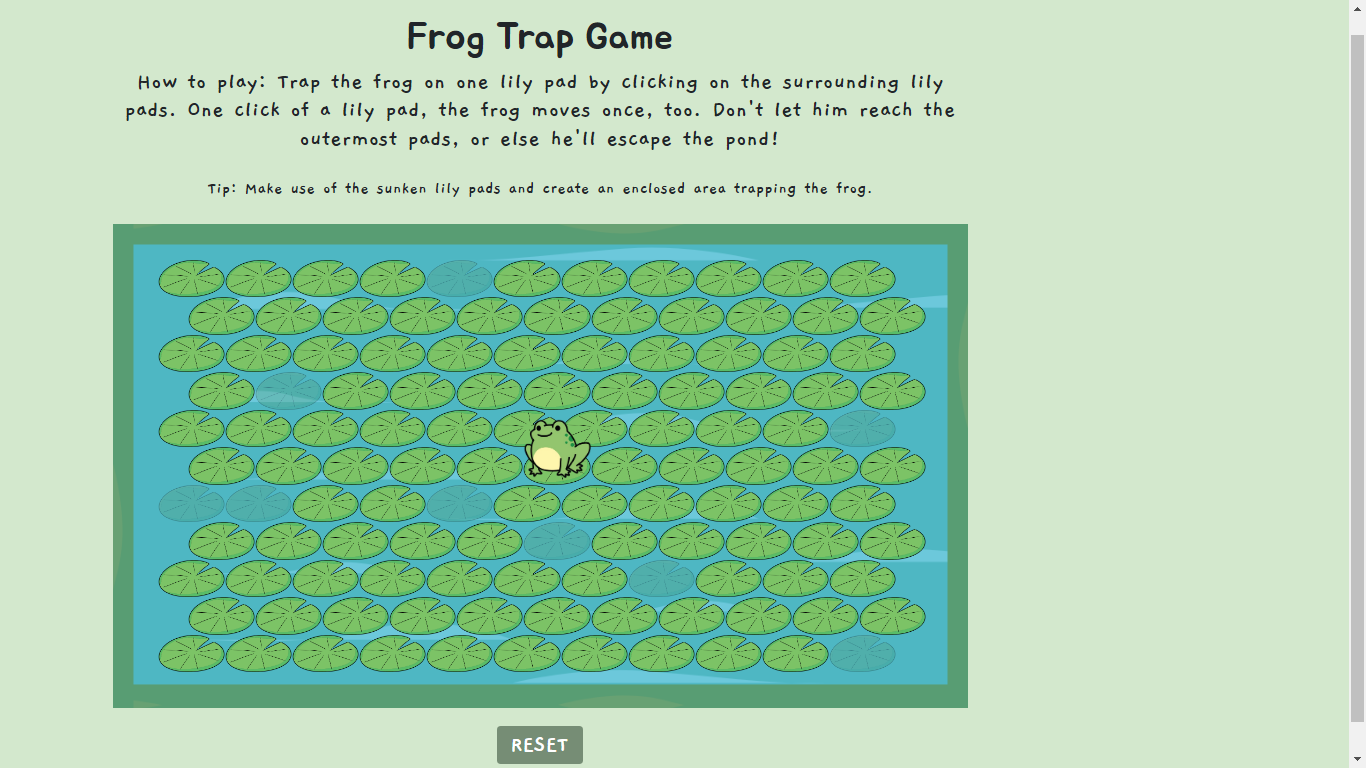 Frog Trap Game
How to play: Trap the frog on one lily pad by clicking on the surrounding lily
pads. One click of a lily pad, the frog moves once, too. Don't let him reach the
outermost pads, or else he'll escape the pond!
Tip: Make use of the sunken lily pads and create an enclosed area trapping the frog.
RESET